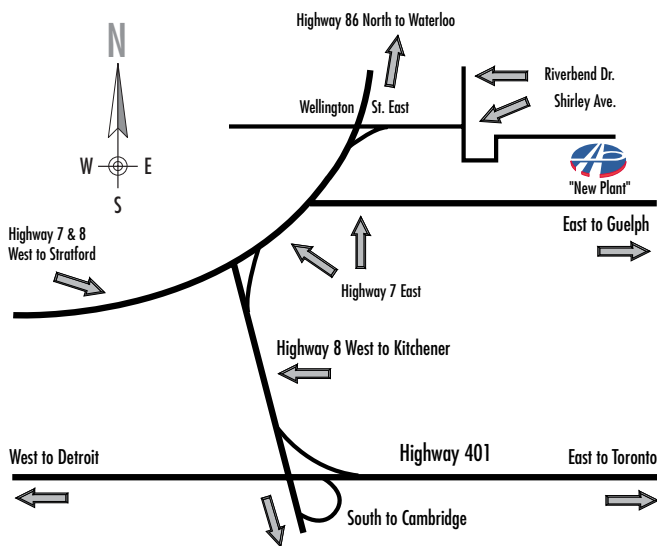 Highway 86 North to Waterloo
N
Riverbend Dr.
Shirley Ave.
Wellington St. East
W E
S
"New Plant"
East to Guelph
Highway 7 & 8
West to Stratford
Highway 7 East
Highway 8 West to Kitchener
West to Detroit
Highway 401
East to Toronto
South to Cambridge